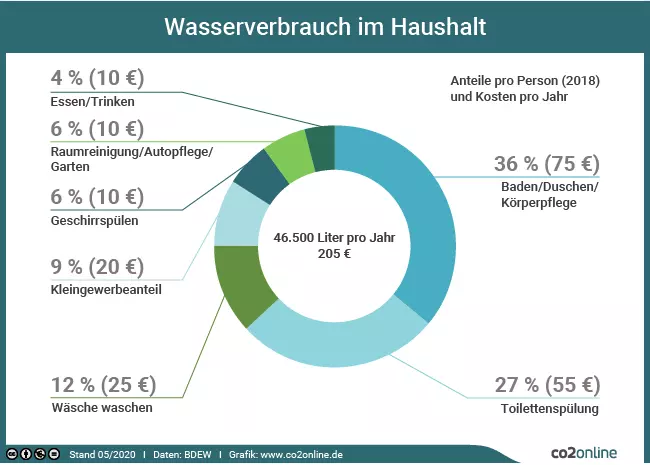 Wasserverbrauch im Haushalt
Anteile pro Person (2018)
und Kosten pro Jahr
4 % (10 €)
Essen/Trinken
6 % (10 €)
Raumreinigung/Autopflege/
Garten
6 % (10 €)
Geschirrspülen
9 % (20 €)
Kleingewerbeanteil
12 % (25 €)
Wäsche waschen
46.500 Liter pro Jahr
205 €
36 % (75 €)
Baden/Duschen/
Körperpflege
27 % (55 €)
Toilettenspülung
Stand 05/2020 I Daten: BDEW I Grafik: www.co2online.de
co2online